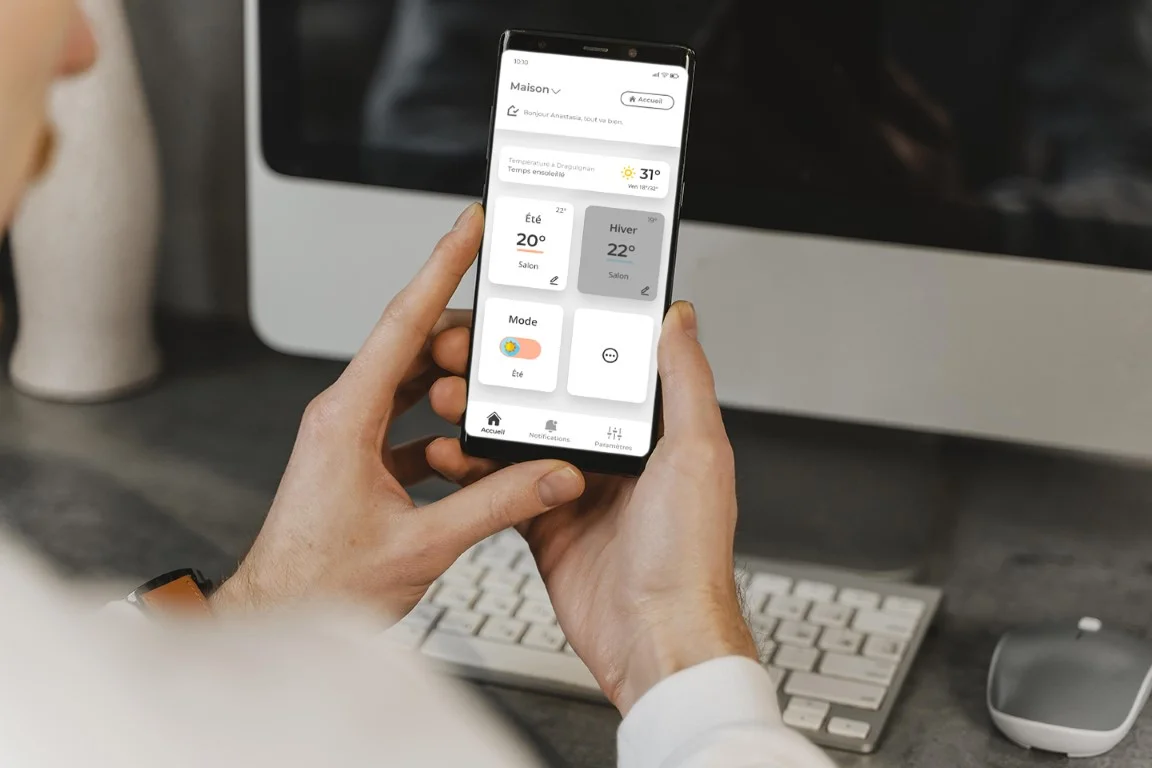 10:10
Maison
Accueil
Bonjour Anastasia, tout va bien.
Température à Draguignan
Temps ensoleillé
31°
Ven 18°/32°
22°
Été
20°
Salon
19°
Hiver
22°
Salon
Mode
Été
Accueil
Notifications
Paramètres